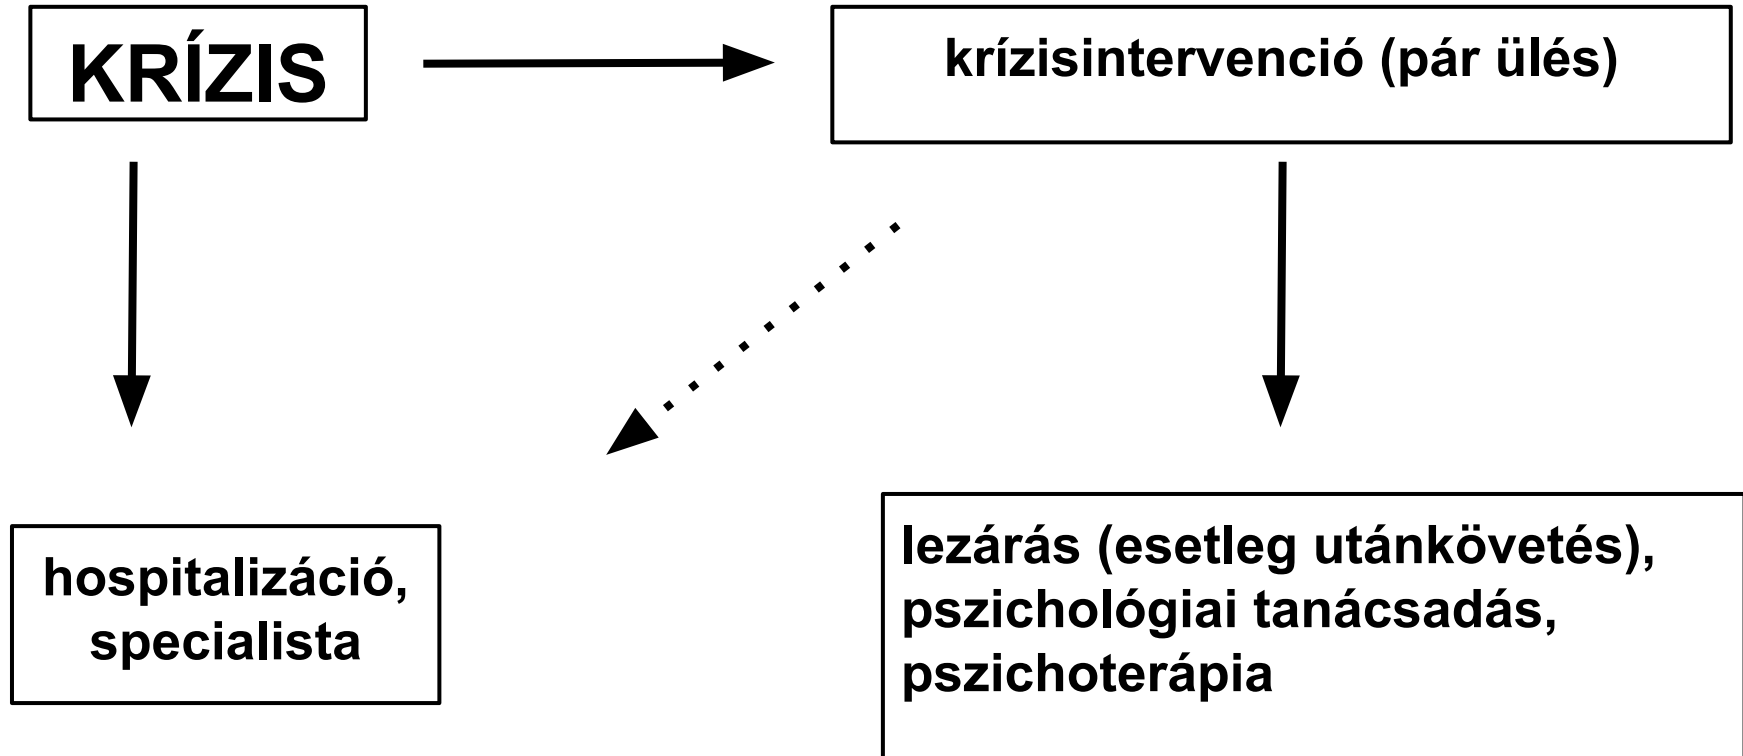 KRÍZIS
krízisintervenció (pár ülés)
hospitalizáció,
specialista
lezárás (esetleg utánkövetés),
pszichológiai tanácsadás,
pszichoterápia